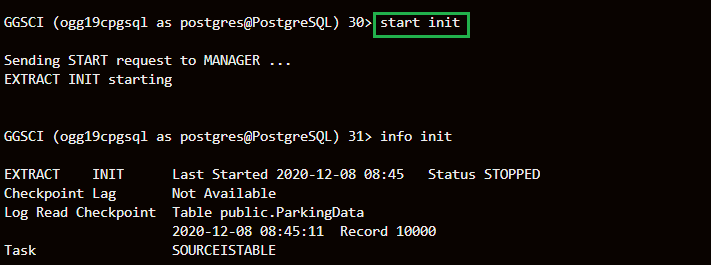 GGSCI (ogg19cpgsql as postgres@PostgreSQL) 30> start init
Sending START request to MANAGER ...
EXTRACT INIT starting
GGSCI (ogg19cpgsql as postgres@PostgreSQL) 31> info init
EXTRACT    INIT      Last Started 2020-12-08 08:45   Status STOPPED
Checkpoint Lag       Not Available
Log Read Checkpoint  Table public.ParkingData
                     2020-12-08 08:45:11  Record 10000
Task                 SOURCEISTABLE